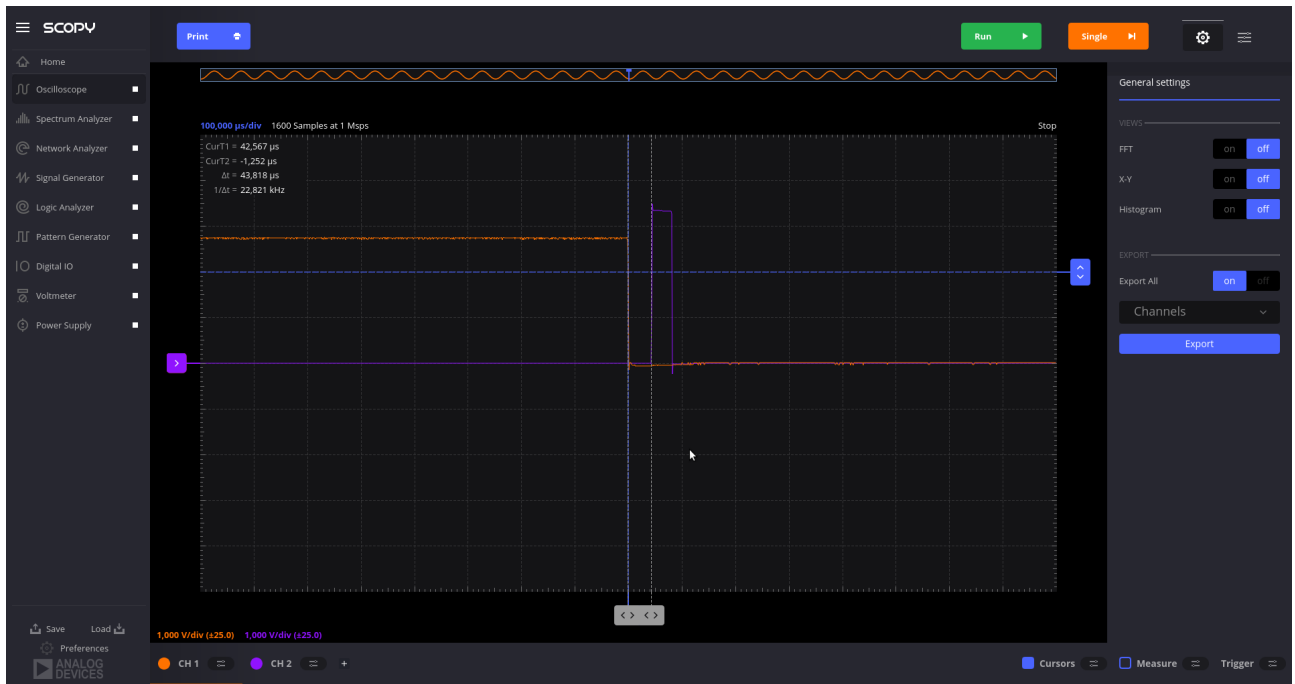 SCOPY
Print
Run
Single
Home
Oscilloscope
Spectrum Analyzer
Network Analyzer
Signal Generator
Logic Analyzer
Pattern Generator
Digital IO
Voltmeter
Power Supply
100,000 µs/div 1600 Samples at 1 Msps
Stop
CurT1 = 42,567 µs
CurT2 = -1,252 µs
Δt = 43,818 µs
1/Δt = 22,821 kHz
General settings
VIEWS
FFT on off
X-Y on off
Histogram on off
EXPORT
Export All on off
Channels
Export
Save Load
Preferences
ANALOG
DEVICES
1,000 V/div (±25.0) 1,000 V/div (±25.0)
CH 1 CH 2 +
Cursors Measure Trigger